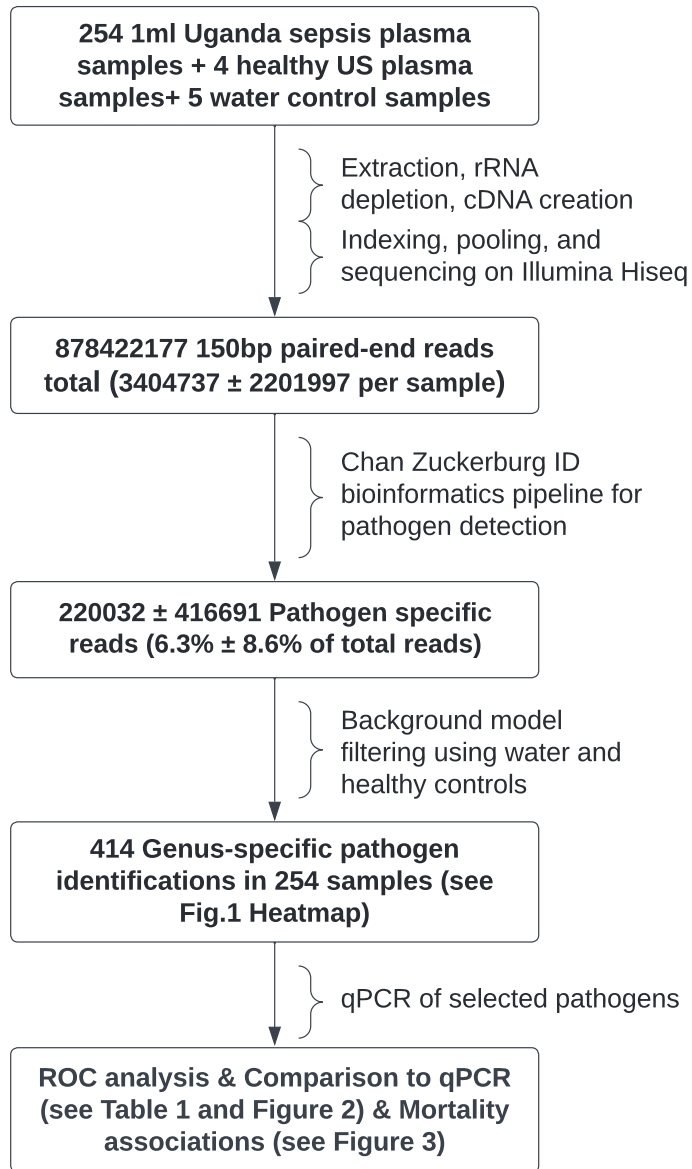 254 1ml Uganda sepsis plasma
samples + 4 healthy US plasma
samples+ 5 water control samples
Extraction, rRNA
depletion, cDNA creation
Indexing, pooling, and
sequencing on Illumina Hiseq
878422177 150bp paired-end reads
total (3404737 ± 2201997 per sample)
Chan Zuckerburg ID
bioinformatics pipeline for
pathogen detection
220032 ± 416691 Pathogen specific
reads (6.3% ± 8.6% of total reads)
Background model
filtering using water and
healthy controls
414 Genus-specific pathogen
identifications in 254 samples (see
Fig.1 Heatmap)
qPCR of selected pathogens
ROC analysis & Comparison to qPCR
(see Table 1 and Figure 2) & Mortality
associations (see Figure 3)